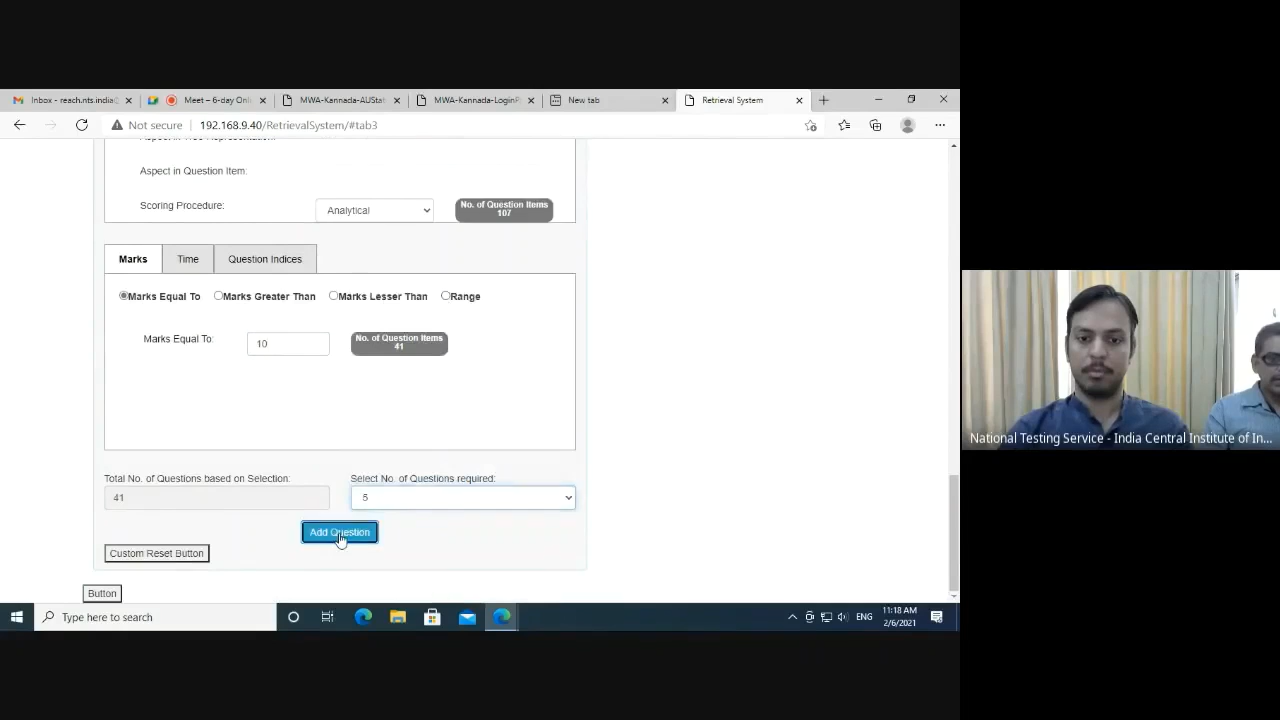 Inbox - reach.nts.india@
Meet – 6-day Onl
MWA-Kannada-AUStat
MWA-Kannada-LoginP
New tab
Retrieval System
Not secure
192.168.9.40/RetrievalSystem/#tab3
Aspect in Question Item:
Scoring Procedure:
Analytical
No. of Question Items
107
Marks
Time
Question Indices
Marks Equal To
Marks Greater Than
Marks Lesser Than
Range
Marks Equal To:
10
No. of Question Items
41
Total No. of Questions based on Selection:
Select No. of Questions required:
41
5
Add Question
Custom Reset Button
Button
Type here to search
ENG
11:18 AM
2/6/2021
National Testing Service - India Central Institute of In...